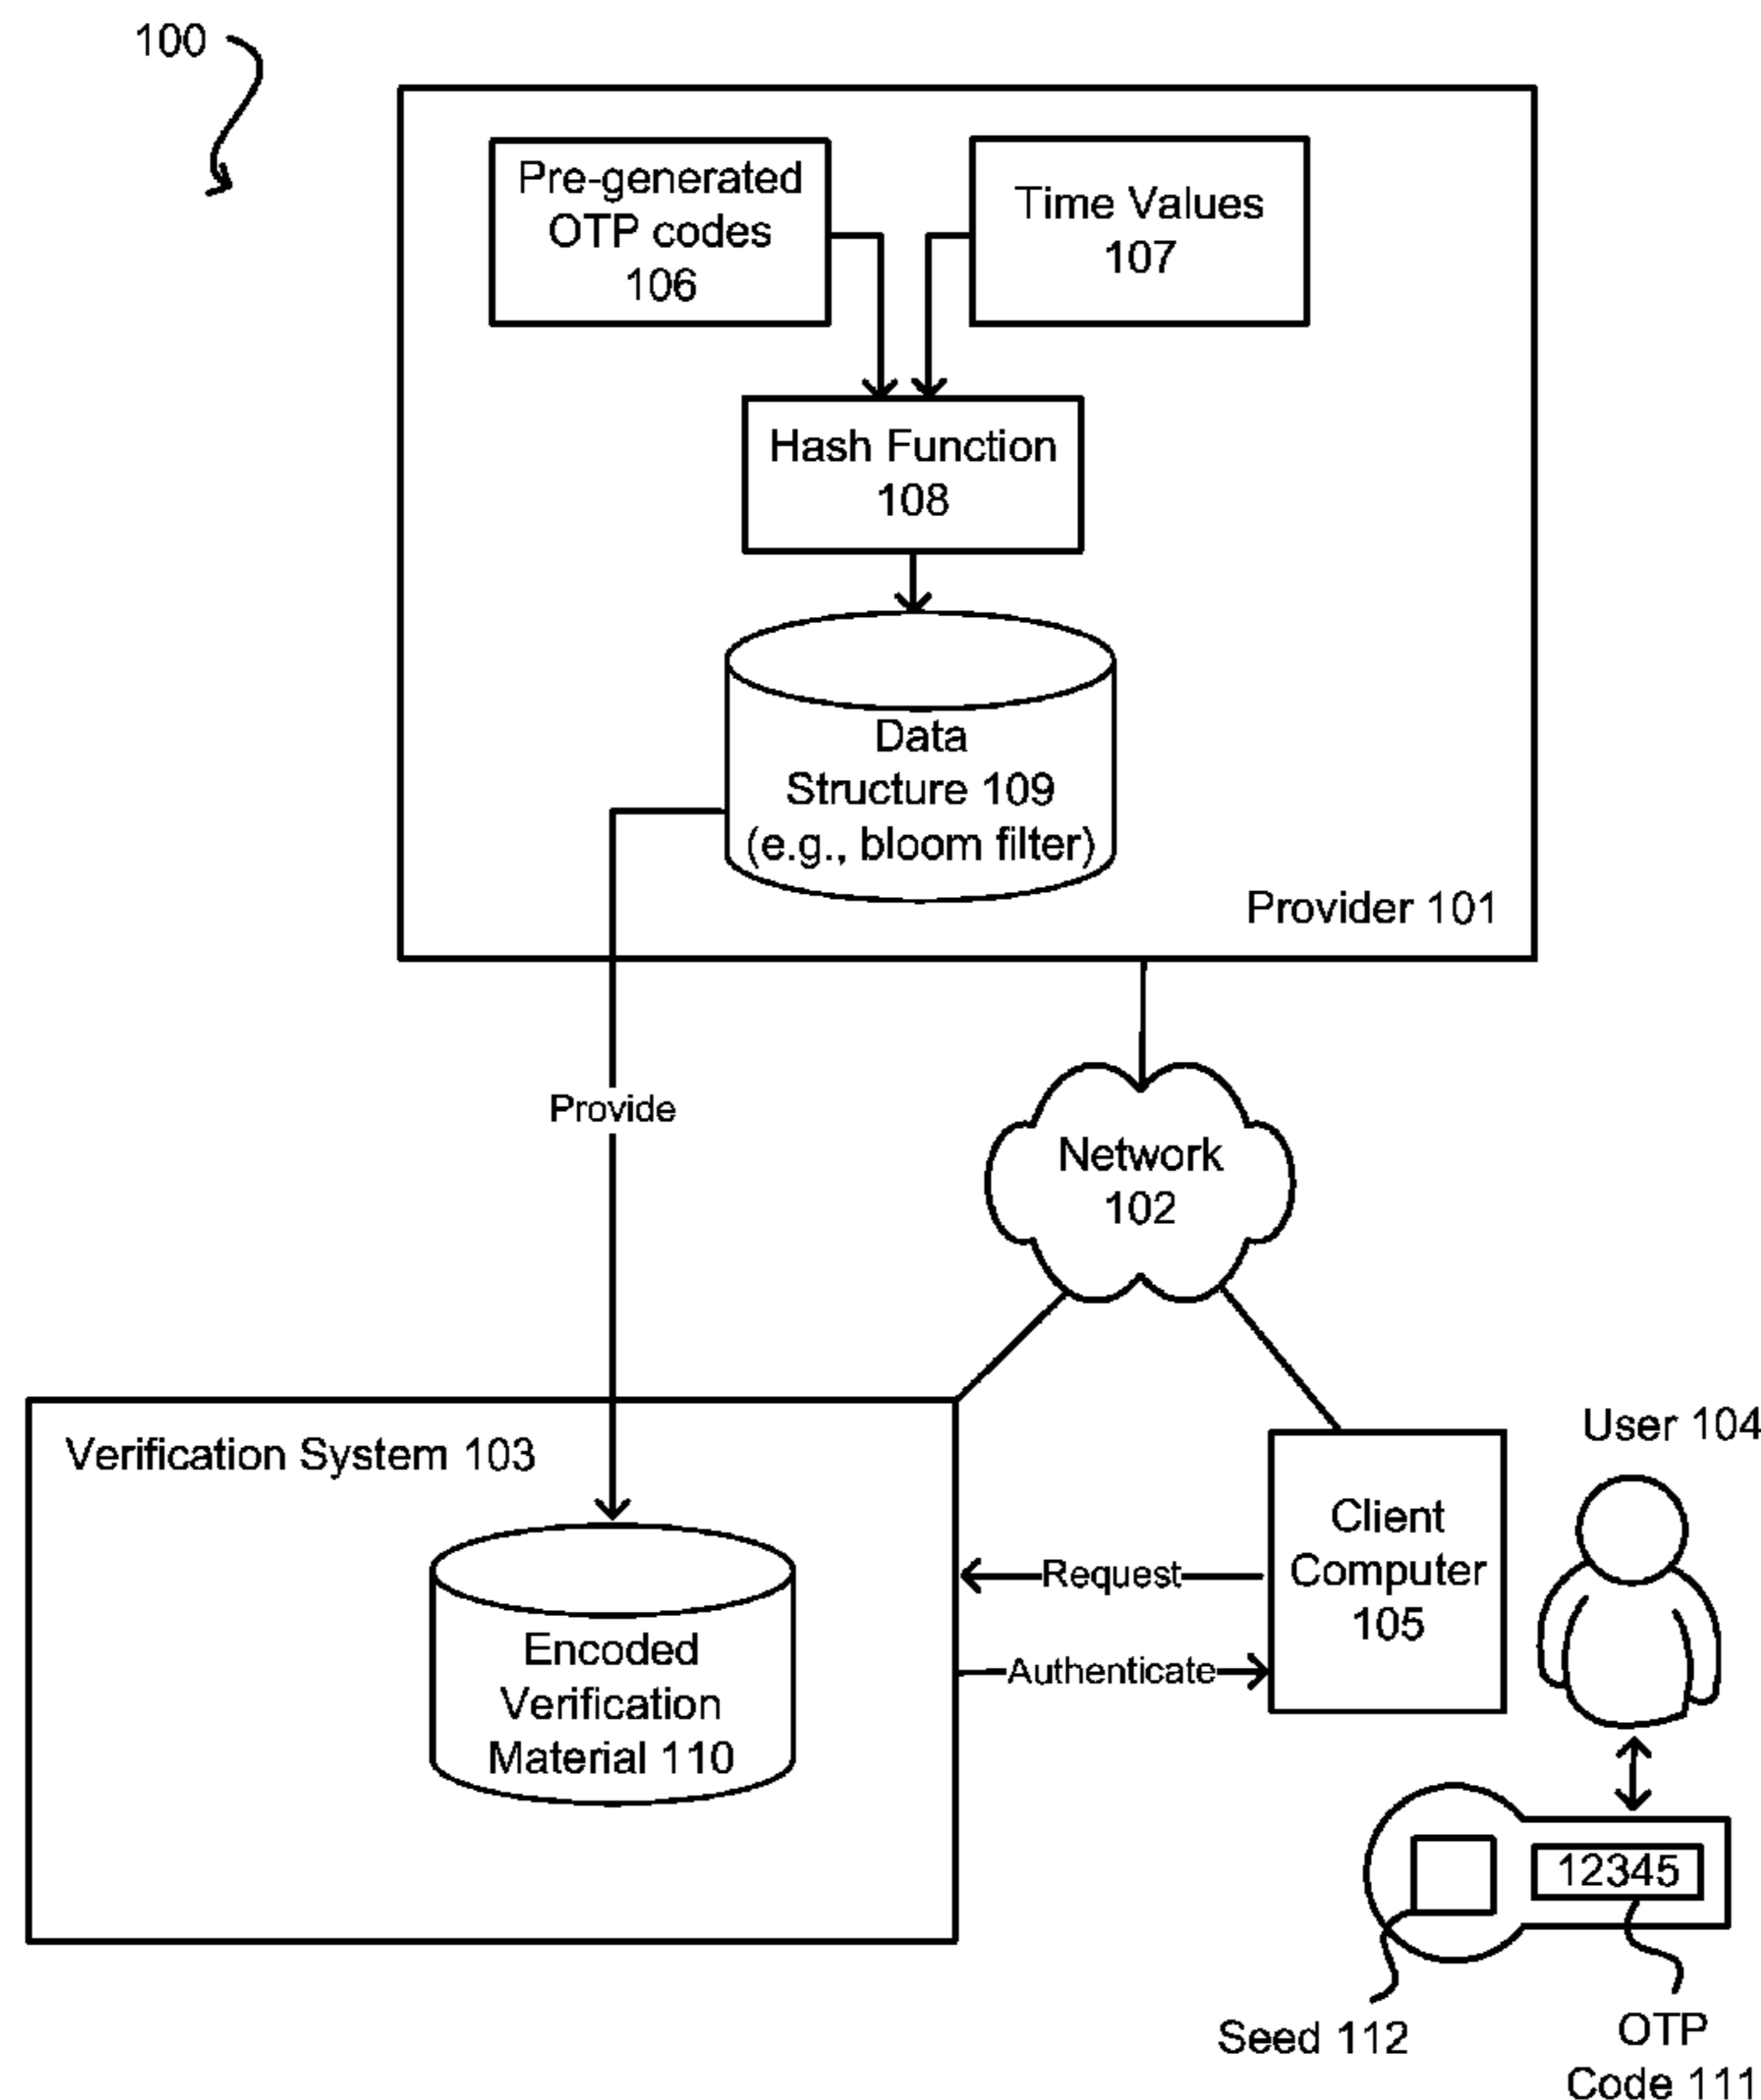 100
Pre-generated
OTP codes
106
Time Values
107
Hash Function
108
Data
Structure 109
(e.g., bloom filter)
Provider 101
Provide
Network
102
Verification System 103
Encoded
Verification
Material 110
Request
Authenticate
Client
Computer
105
User 104
12345
Seed 112
OTP
Code 111